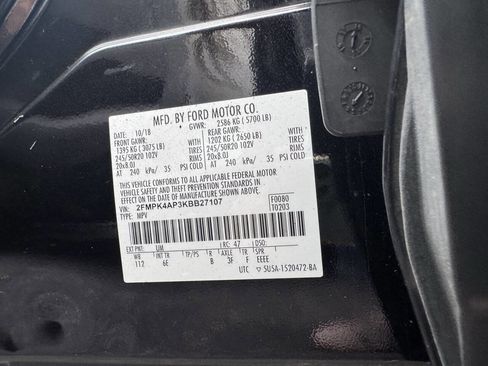 MFD. BY FORD MOTOR CO.
DATE: 10/18 GVWR: 2586 KG ( 5700 LB)
FRONT GAWR: REAR GAWR:
1395 KG ( 3075 LB) 1202 KG ( 2650 LB)
245/50R20 102V TIRES 245/50R20 102V TIRES
20x8.0J RIMS 20x8.0J RIMS
AT 240 kPa/ 35 PSI COLD AT 240 kPa/ 35 PSI COLD
THIS VEHICLE CONFORMS TO ALL APPLICABLE FEDERAL MOTOR
VEHICLE SAFETY AND THEFT PREVENTION STANDARDS IN EFFECT ON THE DATE OF MANUFACTURE
SHOWN ABOVE.
VIN: 2FMPK4AP3KBB27107 F0080
TYPE: MPV T0203
EXT PNT: UM RC: 47 DSO:
WB INT TR TP/PS R AXLE TR SPR
112 6E B 3F F EEEE
UTC 5U5A-1520472-BA